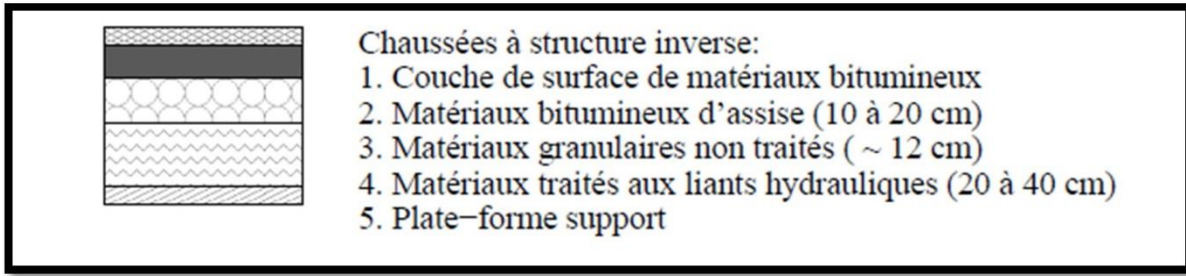 Chaussées à structure inverse:
1. Couche de surface de matériaux bitumineux
2. Matériaux bitumineux d'assise (10 à 20 cm)
3. Matériaux granulaires non traités ( ~ 12 cm)
4. Matériaux traités aux liants hydrauliques (20 à 40 cm)
5. Plate−forme support